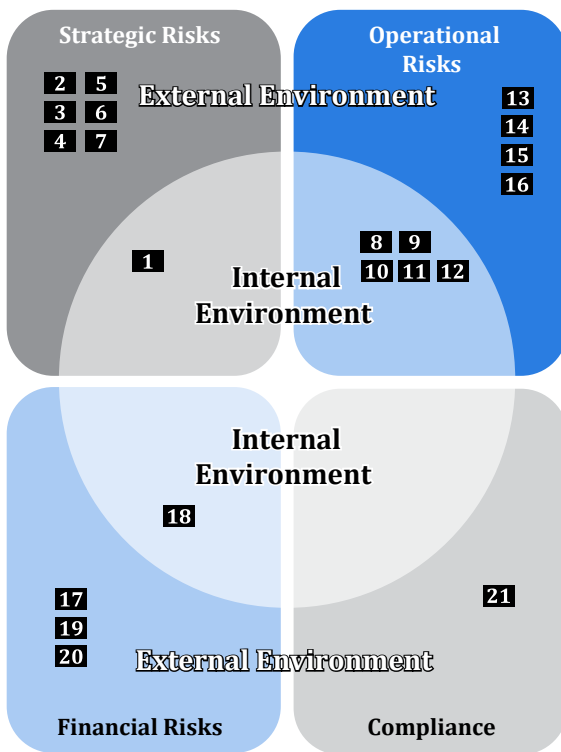 Strategic Risks
Operational
Risks
External Environment
2 5
3 6
4 7
13
14
15
16
1
8 9
10 11 12
Internal
Environment
Internal
Environment
18
17
19
20
21
External Environment
Financial Risks
Compliance